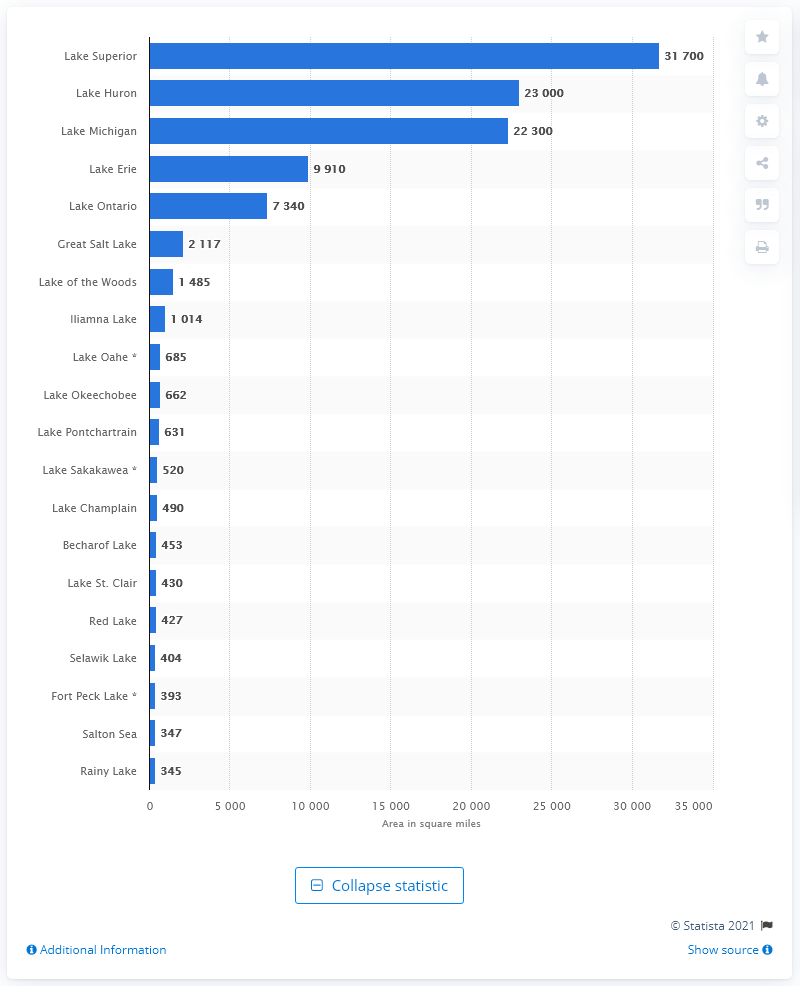 Lake Superior 31 700
Lake Huron 23 000
Lake Michigan 22 300
Lake Erie 9 910
Lake Ontario 7 340
Great Salt Lake 2 117
Lake of the Woods 1 485
Iliamna Lake 1 014
Lake Oahe * 685
Lake Okeechobee 662
Lake Pontchartrain 631
Lake Sakakawea * 520
Lake Champlain 490
Becharof Lake 453
Lake St. Clair 430
Red Lake 427
Selawik Lake 404
Fort Peck Lake * 393
Salton Sea 347
Rainy Lake 345
0 5 000 10 000 15 000 20 000 25 000 30 000 35 000
Area in square miles
Collapse statistic
© Statista 2021
Additional Information Show source